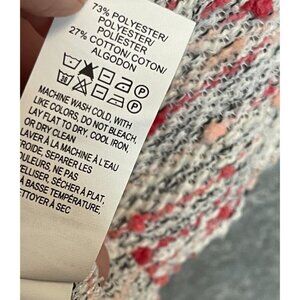 73% POLYESTER/
POLYESTER/
POLIÉSTER
27% COTTON/COTON/
ALGODON
MACHINE WASH COLD, WITH
LIKE COLORS, DO NOT BLEACH,
LAY FLAT TO DRY, COOL IRON,
OR DRY CLEAN
LAVER À LA MACHINE À L'EAU
FROIDE, SEPARER LES
COULEURS, NE PAS
SÉCHER À PLAT,
À BASSE TEMPÉRATURE,
NETTOYER À SEC